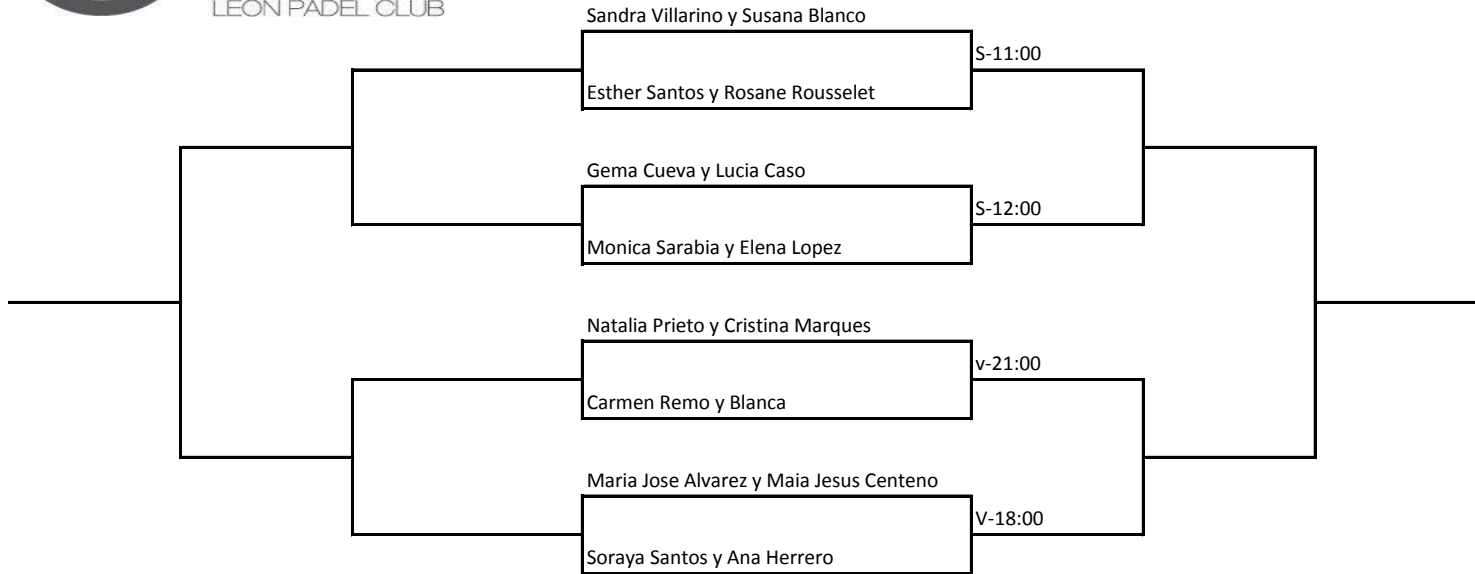 LEON PADEL CLUB
Sandra Villarino y Susana Blanco
S-11:00
Esther Santos y Rosane Rousselet
Gema Cueva y Lucia Caso
S-12:00
Monica Sarabia y Elena Lopez
Natalia Prieto y Cristina Marques
v-21:00
Carmen Remo y Blanca
Maria Jose Alvarez y Maia Jesus Centeno
V-18:00
Soraya Santos y Ana Herrero